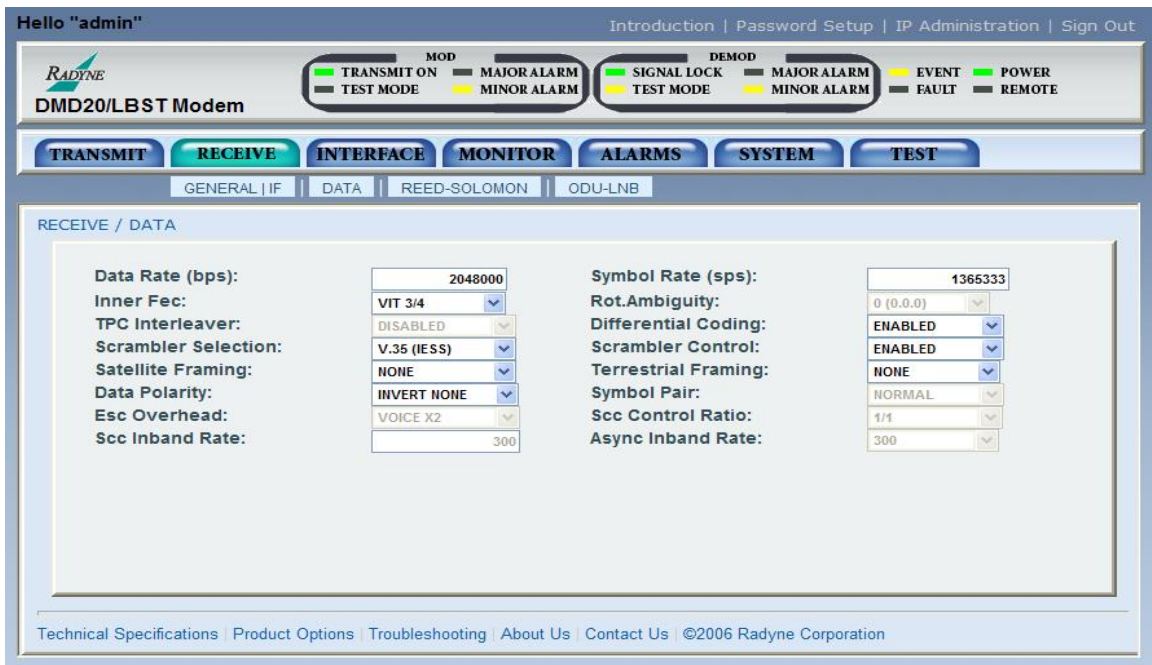 Hello "admin" Introduction | Password Setup | IP Administration | Sign Out
RADYNE
DMD20/LBST Modem
MOD
TRANSMIT ON MAJOR ALARM
TEST MODE MINOR ALARM
DEMOD
SIGNAL LOCK MAJOR ALARM
TEST MODE MINOR ALARM
EVENT POWER
FAULT REMOTE
TRANSMIT RECEIVE INTERFACE MONITOR ALARMS SYSTEM TEST
GENERAL | IF DATA REED-SOLOMON ODU-LNB
RECEIVE / DATA
Data Rate (bps): 2048000 Symbol Rate (sps): 1365333
Inner Fec: VIT 3/4 Rot.Ambiguity: 0 (0.0.0)
TPC Interleaver: DISABLED Differential Coding: ENABLED
Scrambler Selection: V.35 (IESS) Scrambler Control: ENABLED
Satellite Framing: NONE Terrestrial Framing: NONE
Data Polarity: INVERT NONE Symbol Pair: NORMAL
Esc Overhead: VOICE X2 Scc Control Ratio: 1/1
Scc Inband Rate: 300 Async Inband Rate: 300
Technical Specifications | Product Options | Troubleshooting | About Us | Contact Us | ©2006 Radyne Corporation